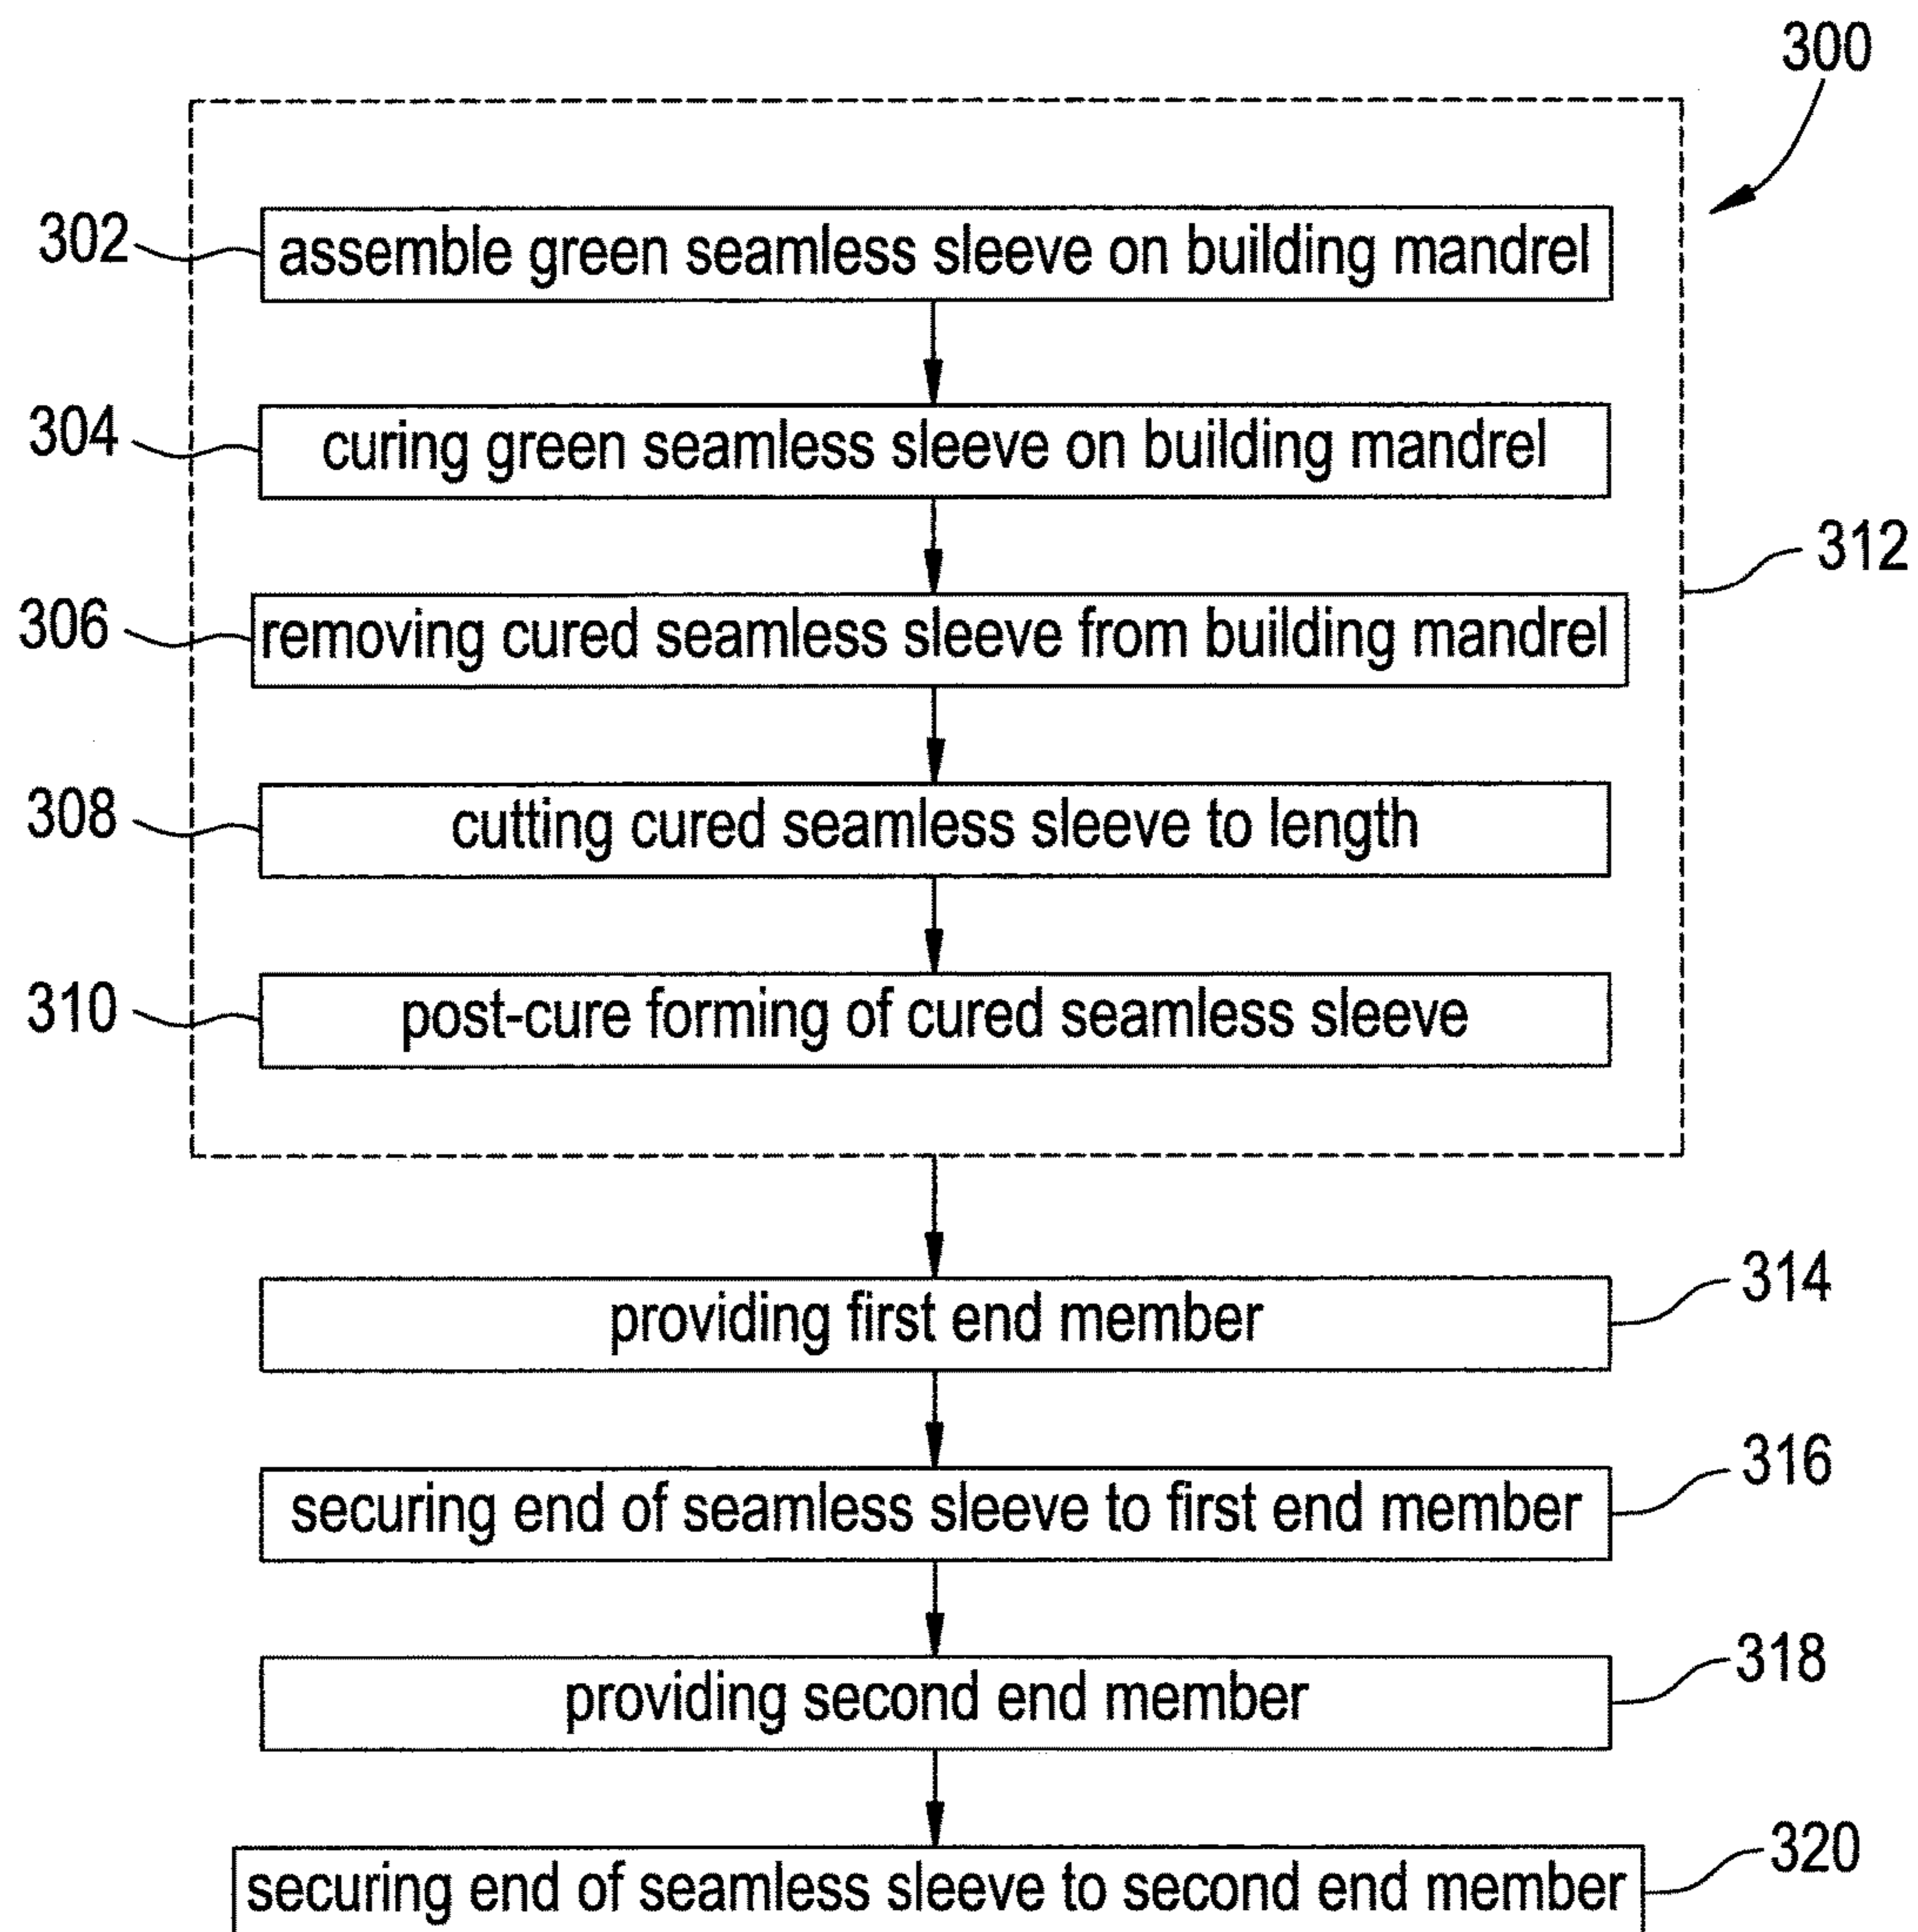 300
302
assemble green seamless sleeve on building mandrel
304
curing green seamless sleeve on building mandrel
312
306
removing cured seamless sleeve from building mandrel
308
cutting cured seamless sleeve to length
310
post-cure forming of cured seamless sleeve
providing first end member
314
securing end of seamless sleeve to first end member
316
providing second end member
318
securing end of seamless sleeve to second end member
320